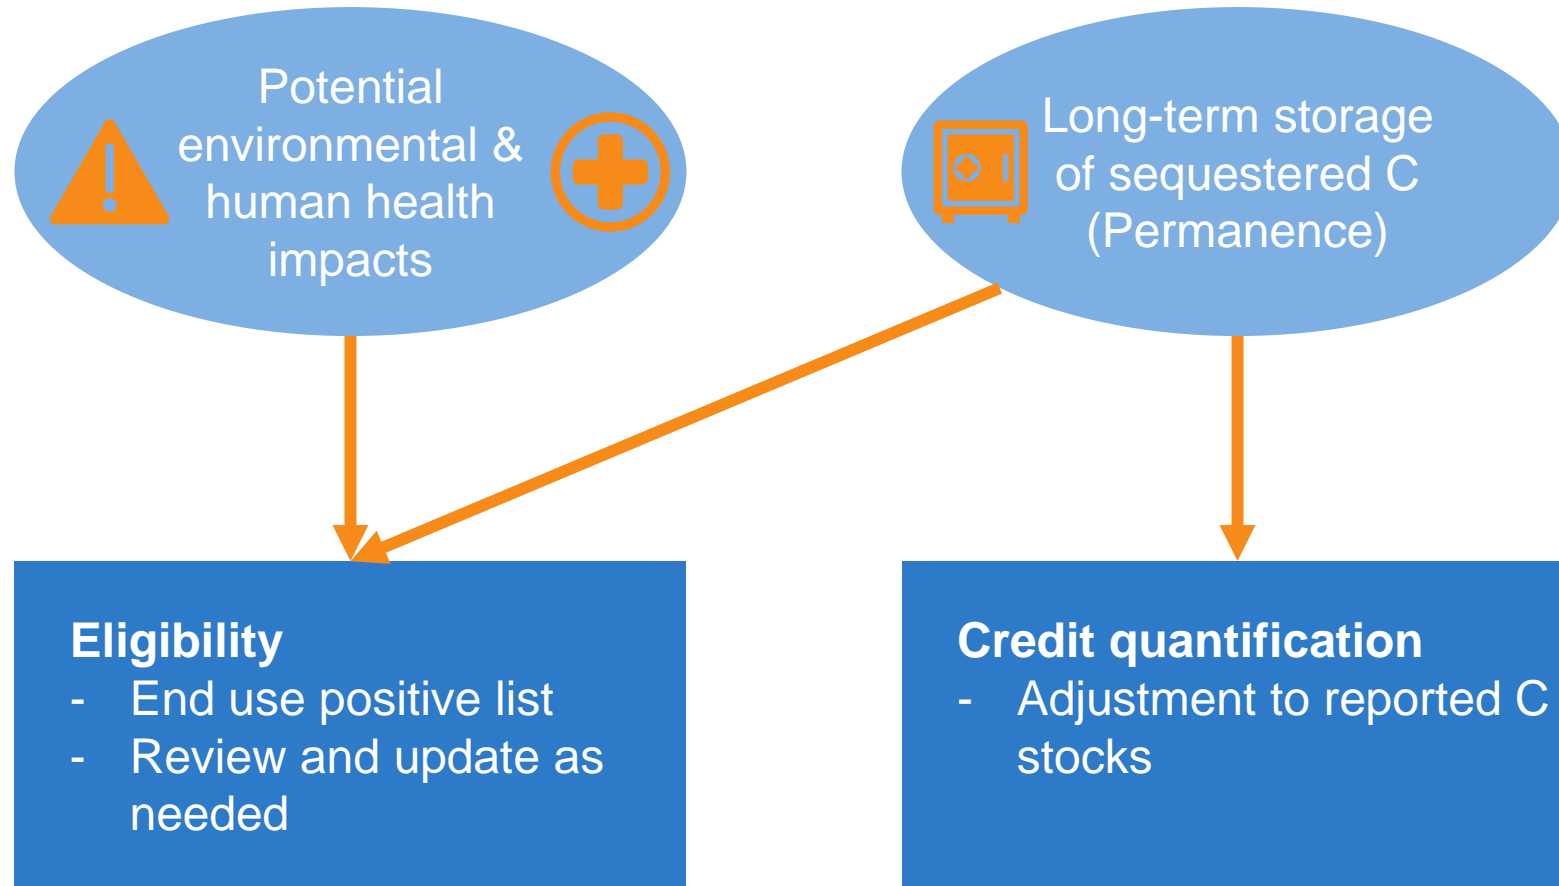 Potential
environmental &
human health
impacts
Long-term storage
of sequestered C
(Permanence)
Eligibility
- End use positive list
- Review and update as
needed
Credit quantification
- Adjustment to reported C
stocks